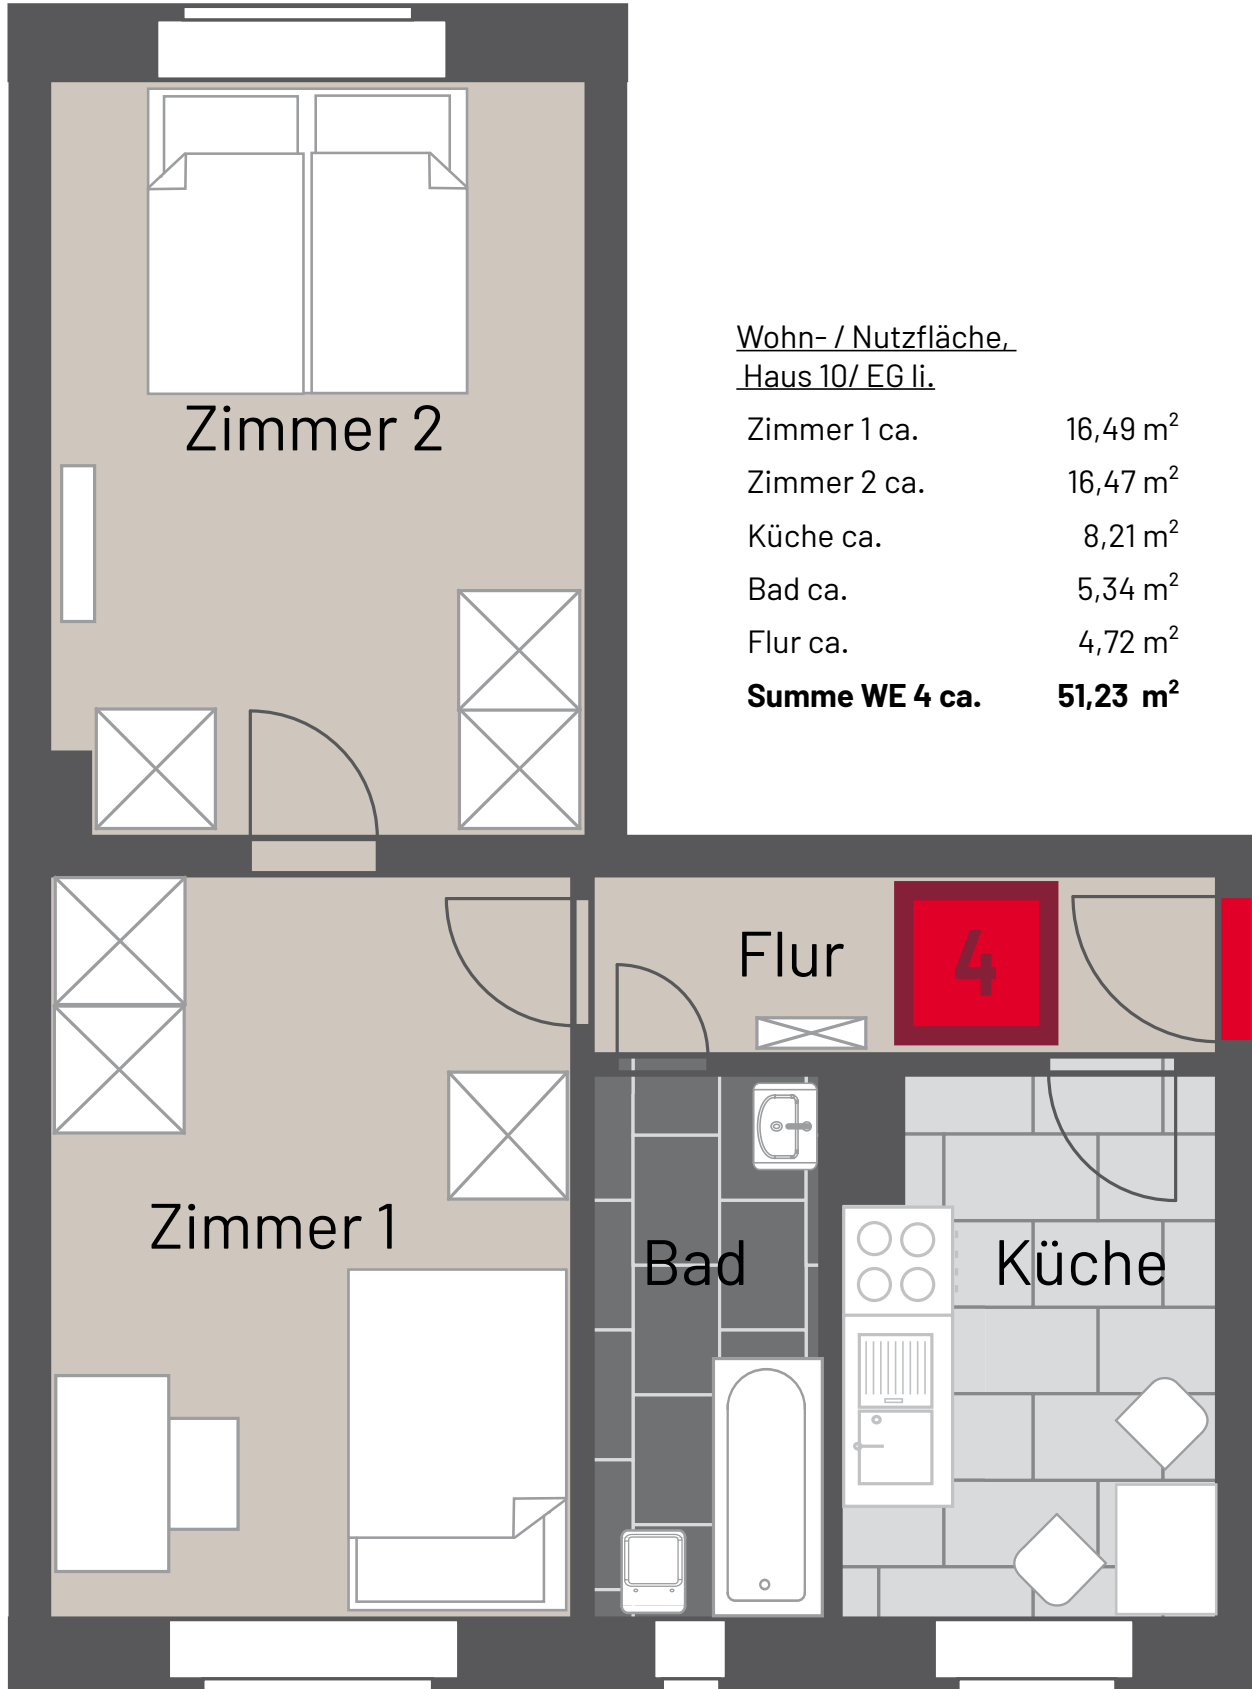 Zimmer 2
Wohn- / Nutzfläche,
Haus 10/ EG li.
Zimmer 1 ca. 16,49 m²
Zimmer 2 ca. 16,47 m²
Küche ca. 8,21 m²
Bad ca. 5,34 m²
Flur ca. 4,72 m²
Summe WE 4 ca. 51,23 m²
Flur
4
Zimmer 1
Bad
Küche